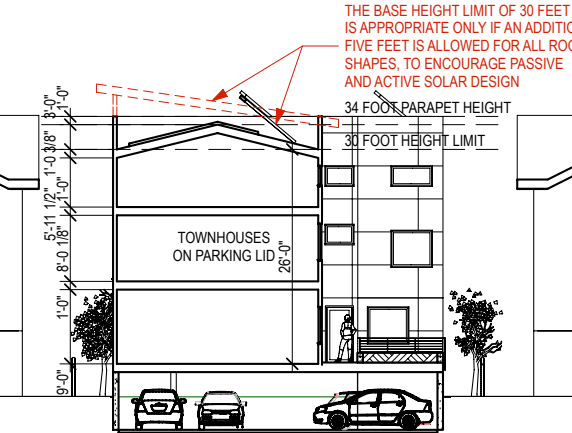 THE BASE HEIGHT LIMIT OF 30 FEET
IS APPROPRIATE ONLY IF AN ADDITIO
FIVE FEET IS ALLOWED FOR ALL ROO
SHAPES, TO ENCOURAGE PASSIVE
AND ACTIVE SOLAR DESIGN
34 FOOT PARAPET HEIGHT
30 FOOT HEIGHT LIMIT
1'-0"
3'-0"
1'-0 3/8"
1'-0"
5'-11 1/2"
8'-0 1/8"
1'-0"
9'-0"
TOWNHOUSES
ON PARKING LID
26'-0"